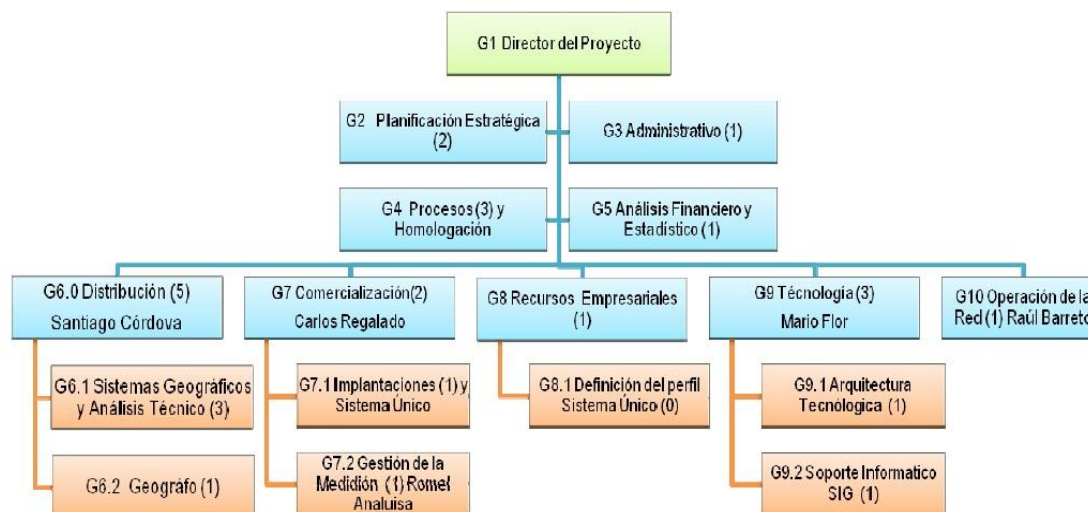 G1 Director del Proyecto
G2 Planificación Estratégica
(2)
G3 Administrativo (1)
G4 Procesos (3) y
Homologación
G5 Análisis Financiero y
Estadístico (1)
G6.0 Distribución (5)
Santiago Córdova
G7 Comercialización(2)
Carlos Regalado
G8 Recursos Empresariales
(1)
G9 Técnología (3)
Mario Flor
G10 Operación de la
Red (1) Raúl Barreto
G6.1 Sistemas Geográficos
y Análisis Técnico (3)
G7.1 Implantaciones (1) y
Sistema Único
G8.1 Definición del perfil
Sistema Único (0)
G9.1 Arquitectura
Tecnólogica (1)
G6.2 Geográfo (1)
G7.2 Gestión de la
Medidión (1) Romel
Analuisa
G9.2 Soporte Informatico
SIG (1)